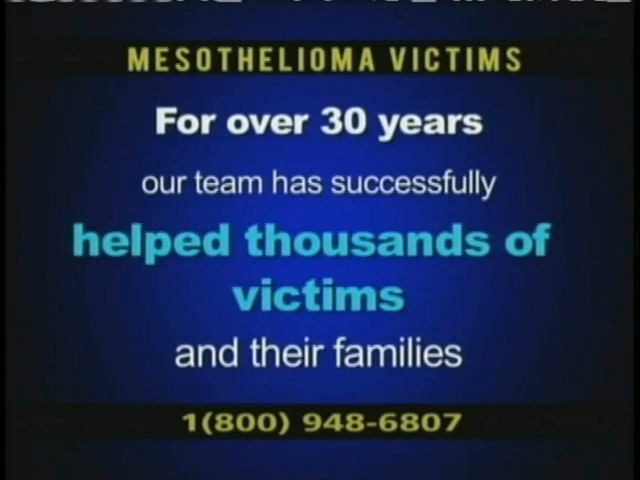 MESOTHELIOMA VICTIMS
For over 30 years
our team has successfully
helped thousands of
victims
and their families
1(800) 948-6807